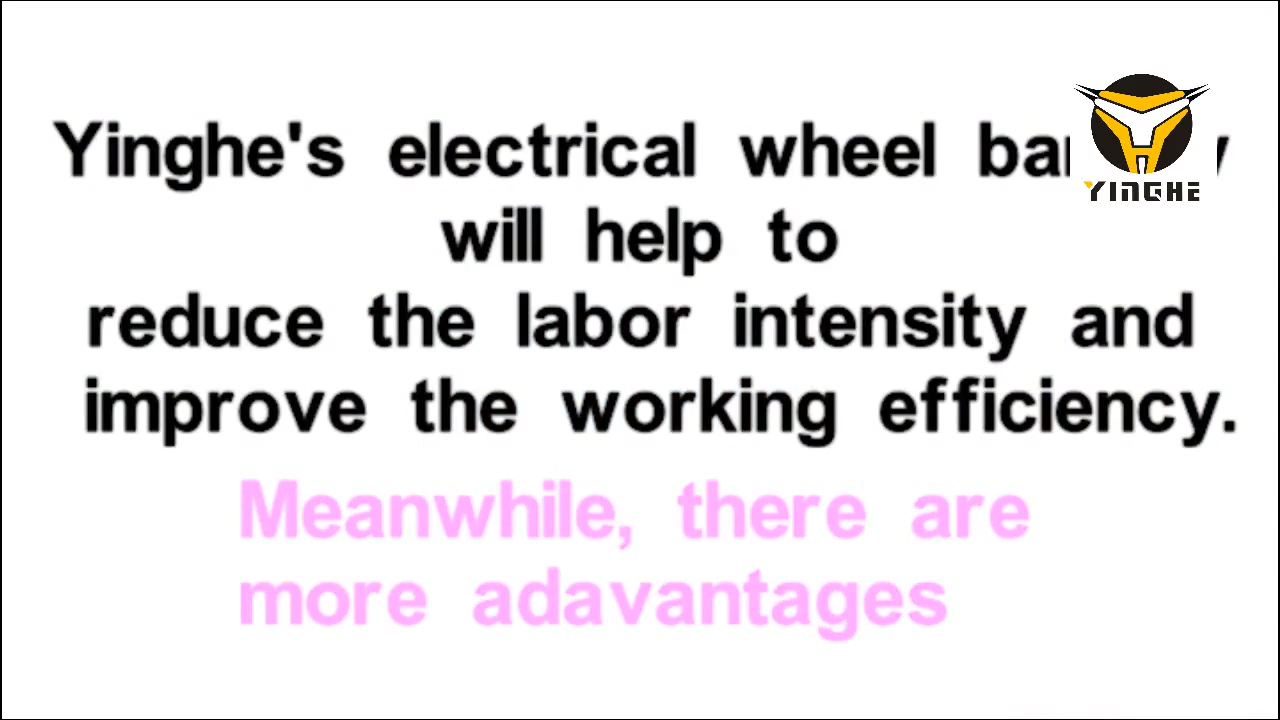 Yinghe's electrical wheel
YINGHE
will help to
reduce the labor intensity and
improve the working efficiency.
Meanwhile, there are
more adavantages